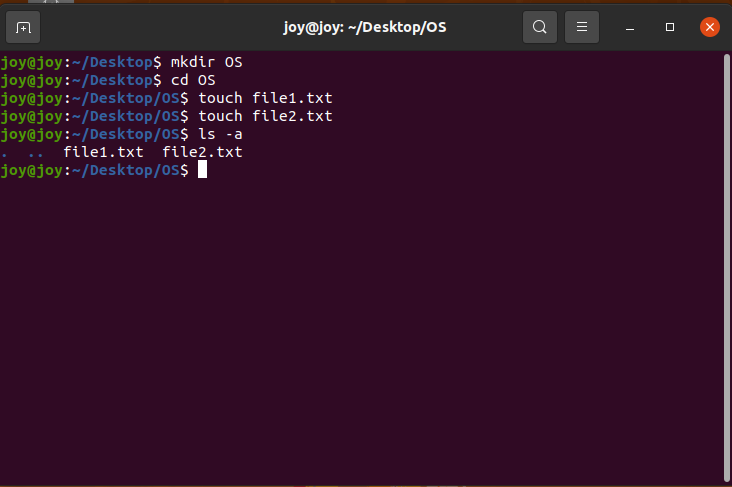 joy@joy: ~/Desktop/OS
joy@joy:~/Desktop$ mkdir OS
joy@joy:~/Desktop$ cd OS
joy@joy:~/Desktop/OS$ touch file1.txt
joy@joy:~/Desktop/OS$ touch file2.txt
joy@joy:~/Desktop/OS$ ls -a
.  ..  file1.txt  file2.txt
joy@joy:~/Desktop/OS$